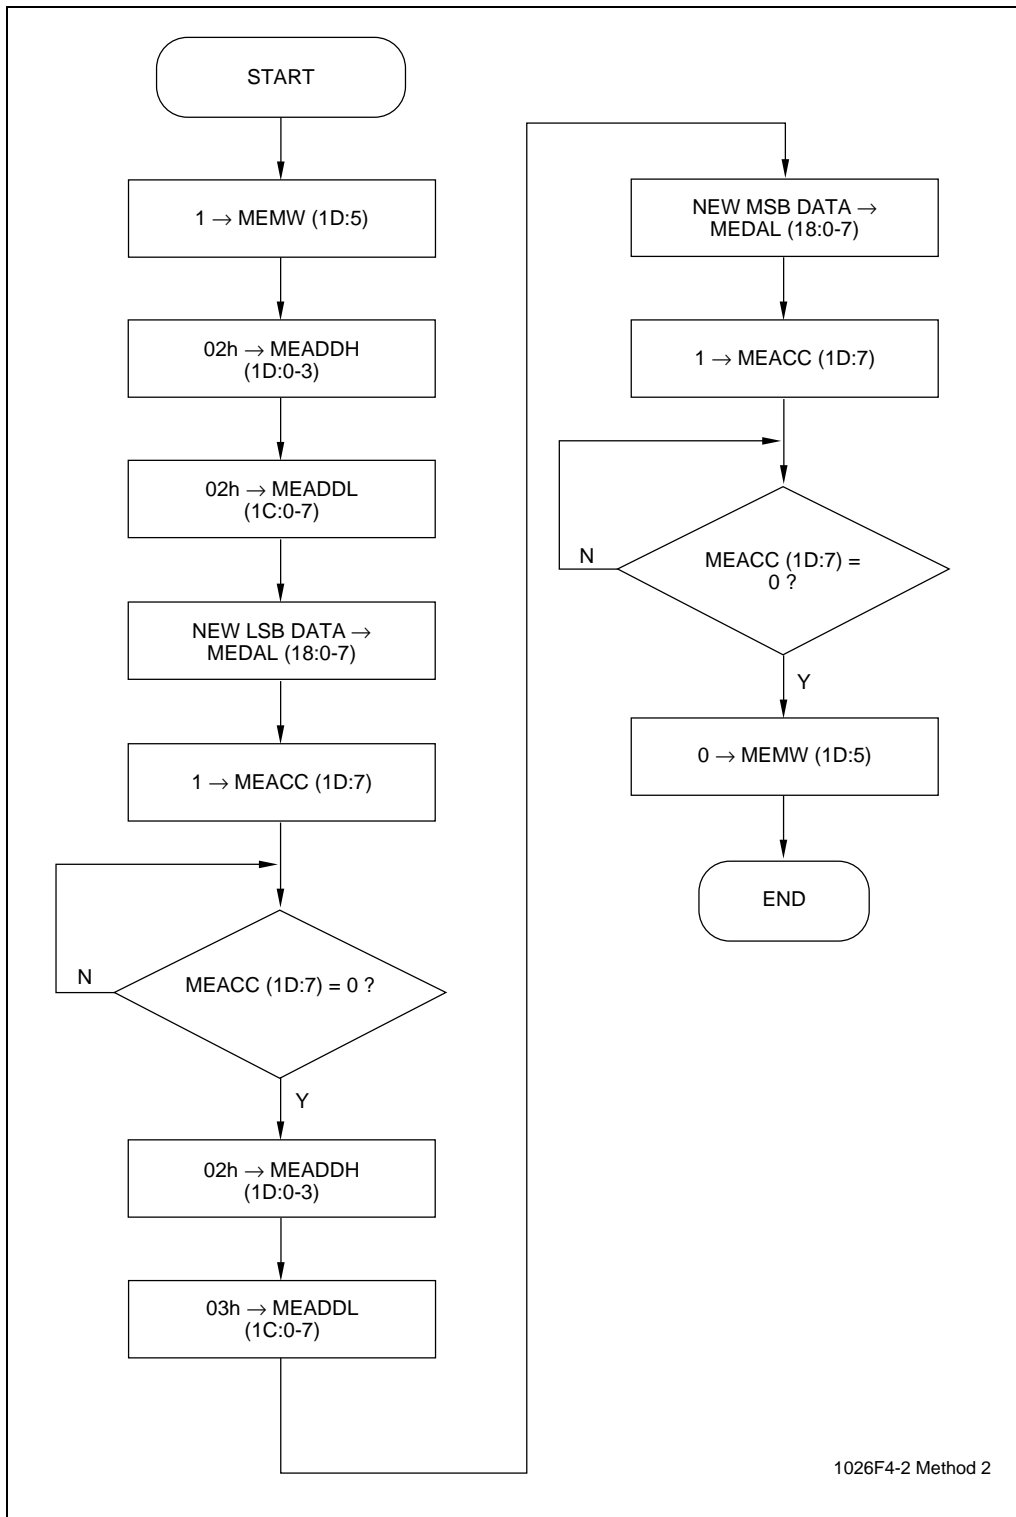 START
1 → MEMW (1D:5)
02h → MEADDH
(1D:0-3)
02h → MEADDL
(1C:0-7)
NEW LSB DATA →
MEDAL (18:0-7)
1 → MEACC (1D:7)
MEACC (1D:7) = 0 ?
N
Y
02h → MEADDH
(1D:0-3)
03h → MEADDL
(1C:0-7)
NEW MSB DATA →
MEDAL (18:0-7)
1 → MEACC (1D:7)
MEACC (1D:7) =
0 ?
N
Y
0 → MEMW (1D:5)
END
1026F4-2 Method 2